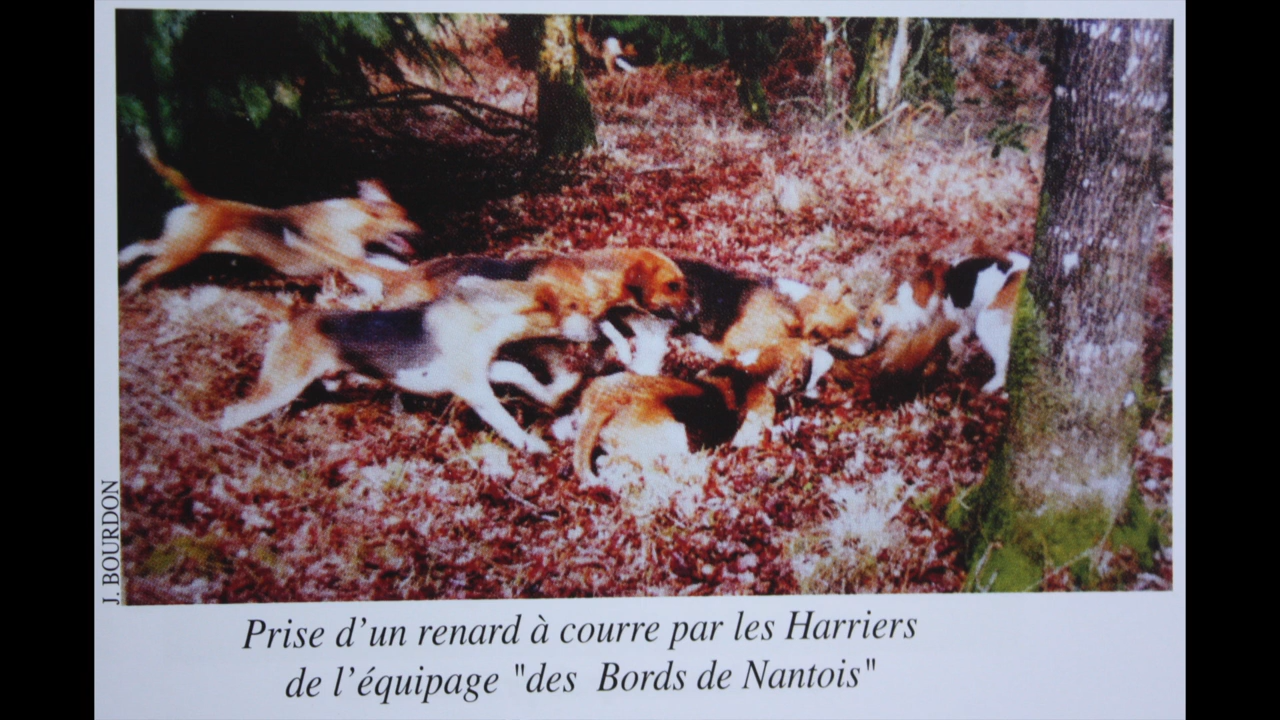 J. BOURDON
Prise d'un renard à courre par les Harriers
de l'équipage "des Bords de Nantois"